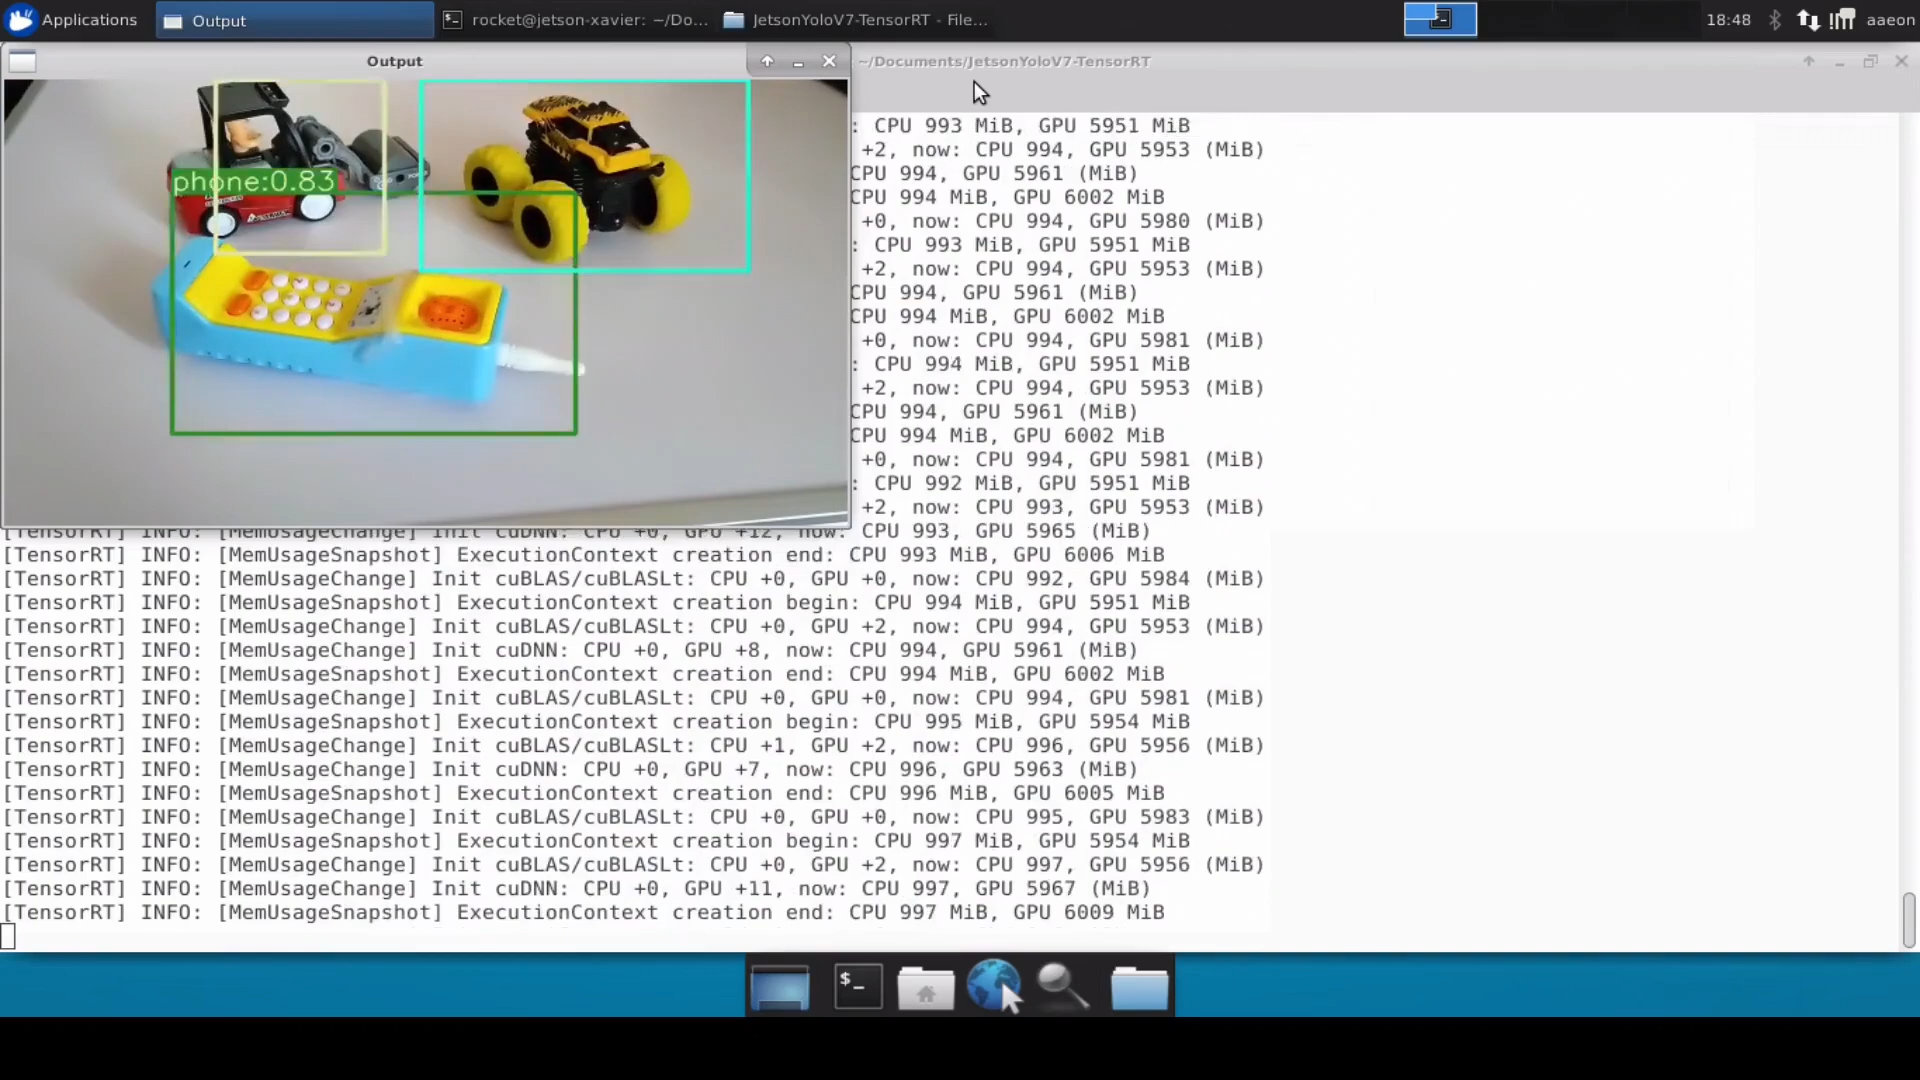 Applications
Output
rocket@jetson-xavier: ~/Do...
JetsonYoloV7-TensorRT - File...
18:48
aaeon
Output
~/Documents/JetsonYoloV7-TensorRT
phone:0.83
: CPU 993 MiB, GPU 5951 MiB
+2, now: CPU 994, GPU 5953 (MiB)
CPU 994, GPU 5961 (MiB)
CPU 994 MiB, GPU 6002 MiB
+0, now: CPU 994, GPU 5980 (MiB)
: CPU 993 MiB, GPU 5951 MiB
+2, now: CPU 994, GPU 5953 (MiB)
CPU 994, GPU 5961 (MiB)
CPU 994 MiB, GPU 6002 MiB
+0, now: CPU 994, GPU 5981 (MiB)
: CPU 994 MiB, GPU 5951 MiB
+2, now: CPU 994, GPU 5953 (MiB)
CPU 994, GPU 5961 (MiB)
CPU 994 MiB, GPU 6002 MiB
+0, now: CPU 994, GPU 5981 (MiB)
: CPU 992 MiB, GPU 5951 MiB
+2, now: CPU 993, GPU 5953 (MiB)
[TensorRT] INFO: [MemUsageChange] Init cuDNN: CPU +0, GPU +12, now: CPU 993, GPU 5965 (MiB)
[TensorRT] INFO: [MemUsageSnapshot] ExecutionContext creation end: CPU 993 MiB, GPU 6006 MiB
[TensorRT] INFO: [MemUsageChange] Init cuBLAS/cuBLASLt: CPU +0, GPU +0, now: CPU 992, GPU 5984 (MiB)
[TensorRT] INFO: [MemUsageSnapshot] ExecutionContext creation begin: CPU 994 MiB, GPU 5951 MiB
[TensorRT] INFO: [MemUsageChange] Init cuBLAS/cuBLASLt: CPU +0, GPU +2, now: CPU 994, GPU 5953 (MiB)
[TensorRT] INFO: [MemUsageChange] Init cuDNN: CPU +0, GPU +8, now: CPU 994, GPU 5961 (MiB)
[TensorRT] INFO: [MemUsageSnapshot] ExecutionContext creation end: CPU 994 MiB, GPU 6002 MiB
[TensorRT] INFO: [MemUsageChange] Init cuBLAS/cuBLASLt: CPU +0, GPU +0, now: CPU 994, GPU 5981 (MiB)
[TensorRT] INFO: [MemUsageSnapshot] ExecutionContext creation begin: CPU 995 MiB, GPU 5954 MiB
[TensorRT] INFO: [MemUsageChange] Init cuBLAS/cuBLASLt: CPU +1, GPU +2, now: CPU 996, GPU 5956 (MiB)
[TensorRT] INFO: [MemUsageChange] Init cuDNN: CPU +0, GPU +7, now: CPU 996, GPU 5963 (MiB)
[TensorRT] INFO: [MemUsageSnapshot] ExecutionContext creation end: CPU 996 MiB, GPU 6005 MiB
[TensorRT] INFO: [MemUsageChange] Init cuBLAS/cuBLASLt: CPU +0, GPU +0, now: CPU 995, GPU 5983 (MiB)
[TensorRT] INFO: [MemUsageSnapshot] ExecutionContext creation begin: CPU 997 MiB, GPU 5954 MiB
[TensorRT] INFO: [MemUsageChange] Init cuBLAS/cuBLASLt: CPU +0, GPU +2, now: CPU 997, GPU 5956 (MiB)
[TensorRT] INFO: [MemUsageChange] Init cuDNN: CPU +0, GPU +11, now: CPU 997, GPU 5967 (MiB)
[TensorRT] INFO: [MemUsageSnapshot] ExecutionContext creation end: CPU 997 MiB, GPU 6009 MiB